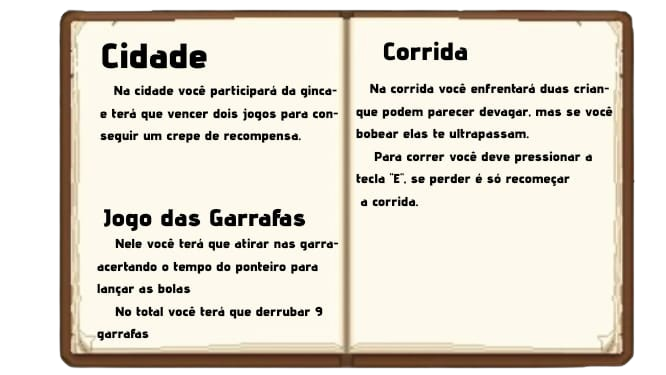 Cidade
Na cidade você participará da ginca-
e terá que vencer dois jogos para con-
seguir um crepe de recompensa.
Jogo das Garrafas
Nele você terá que atirar nas garra-
acertando o tempo do ponteiro para
lançar as bolas
No total você terá que derrubar 9
garrafas
Corrida
Na corrida você enfrentará duas crian-
que podem parecer devagar, mas se você
bobear elas te ultrapassam.
Para correr você deve pressionar a
tecla "E", se perder é só recomeçar
a corrida.